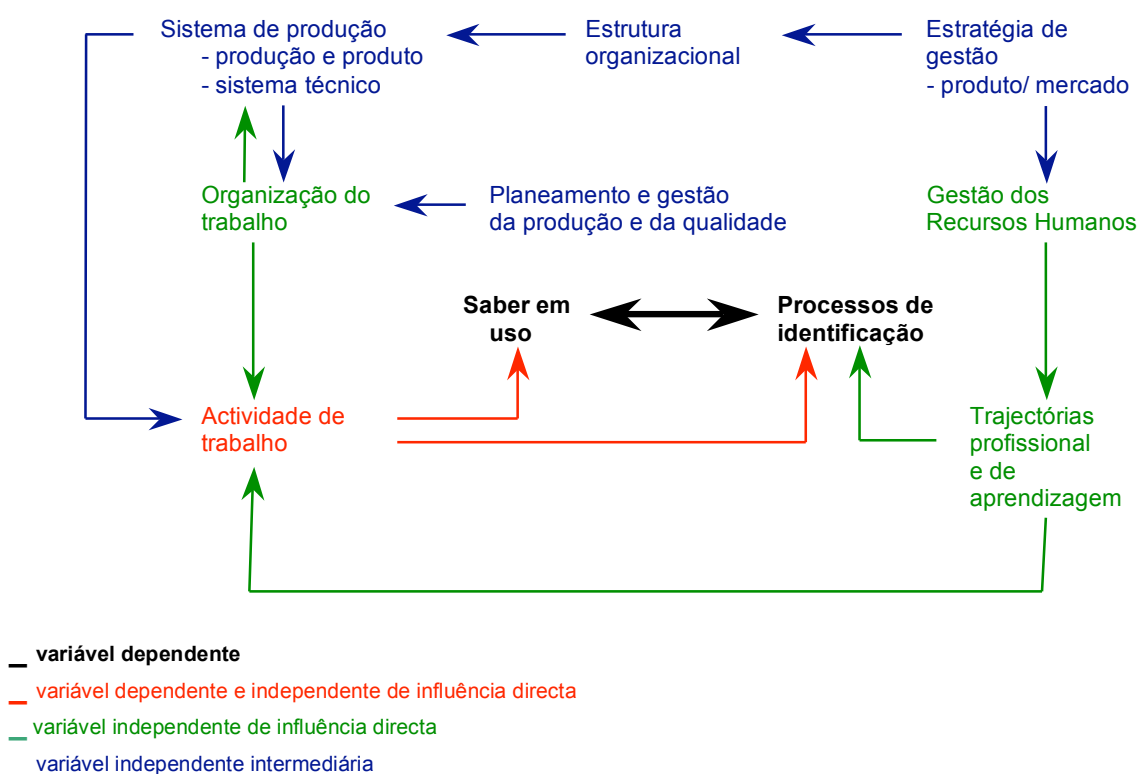 Sistema de produção
- produção e produto
- sistema técnico
Estrutura
organizacional
Estratégia de
gestão
- produto/ mercado
Organização do
trabalho
Planeamento e gestão
da produção e da qualidade
Gestão dos
Recursos Humanos
Saber em
uso
Processos de
identificação
Actividade de
trabalho
Trajectórias
profissional
e de
aprendizagem
variável dependente
variável dependente e independente de influência directa
variável independente de influência directa
variável independente intermediária